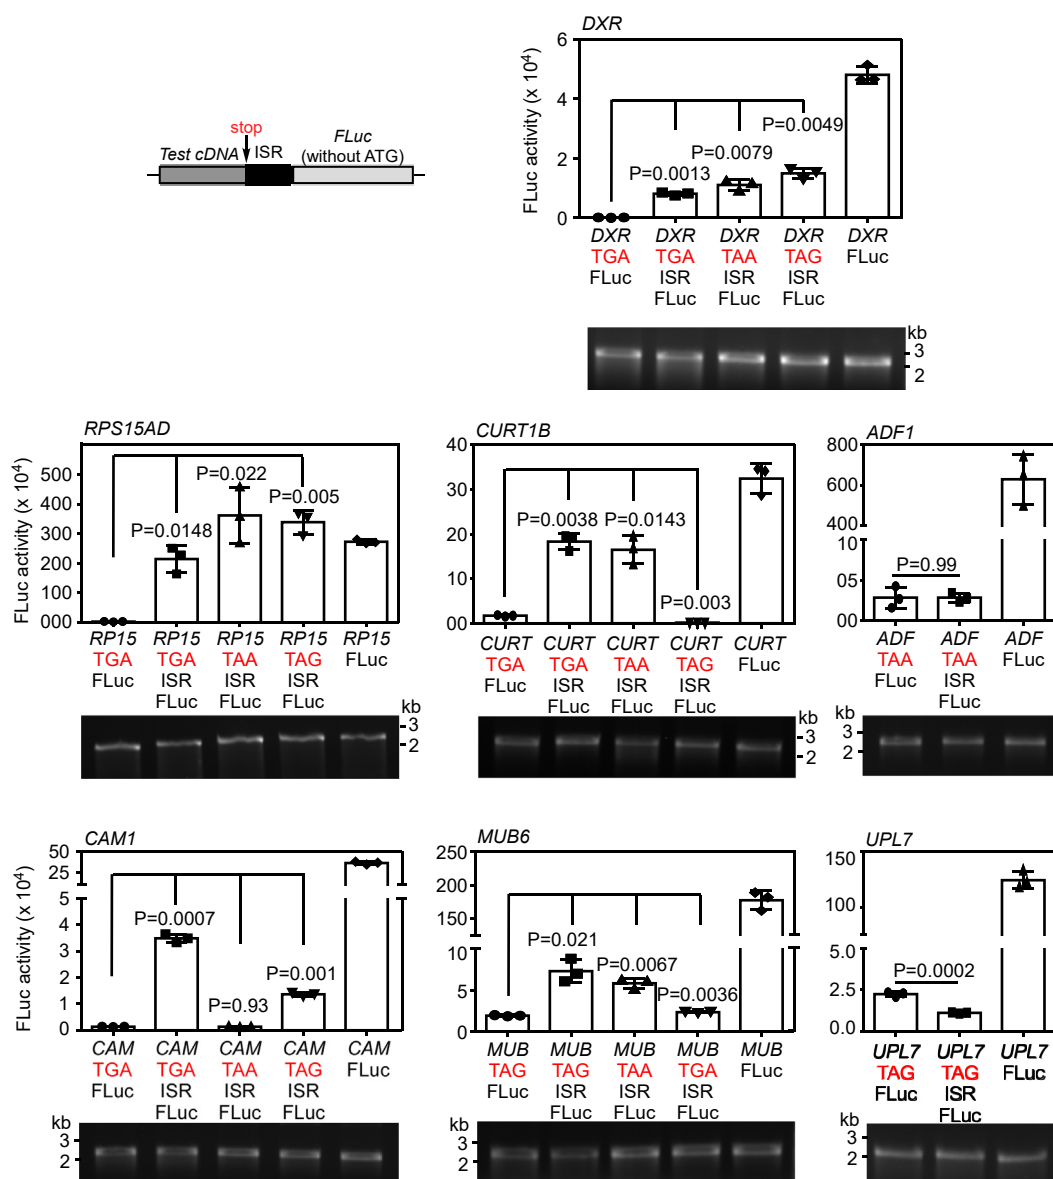 stop
Test cDNA
ISR
FLuc
(without ATG)
DXR
FLuc activity (x 10⁴)
6
4
2
0
P=0.0013
P=0.0079
P=0.0049
DXR DXR DXR DXR DXR
TGA TGA TAA TAG FLuc
FLuc ISR ISR ISR
FLuc FLuc FLuc
kb
3
2
RPS15AD
FLuc activity (x 10⁴)
500
400
300
200
100
000
P=0.0148
P=0.022
P=0.005
RP15 RP15 RP15 RP15 RP15
TGA TGA TAA TAG FLuc
FLuc ISR ISR ISR
FLuc FLuc FLuc
kb
3
2
CURT1B
40
30
20
10
00
P=0.0038
P=0.0143
P=0.003
CURT CURT CURT CURT CURT
TGA TGA TAA TAG FLuc
FLuc ISR ISR ISR
FLuc FLuc FLuc
kb
3
2
ADF1
800
600
400
10
05
00
P=0.99
ADF ADF ADF
TAA TAA FLuc
FLuc ISR
FLuc
kb
3
2
CAM1
FLuc activity (x 10⁴)
50
25
5
4
3
2
1
0
P=0.0007
P=0.93
P=0.001
CAM CAM CAM CAM CAM
TGA TGA TAA TAG FLuc
FLuc ISR ISR ISR
FLuc FLuc FLuc
kb
3
2
MUB6
250
200
150
10
5
0
P=0.021
P=0.0067
P=0.0036
MUB MUB MUB MUB MUB
TAG TAG TAA TGA FLuc
FLuc ISR ISR ISR
FLuc FLuc FLuc
kb
3
2
UPL7
150
100
5.0
2.5
0.0
P=0.0002
UPL7 UPL7 UPL7
TAG TAG FLuc
FLuc ISR
FLuc
kb
3
2